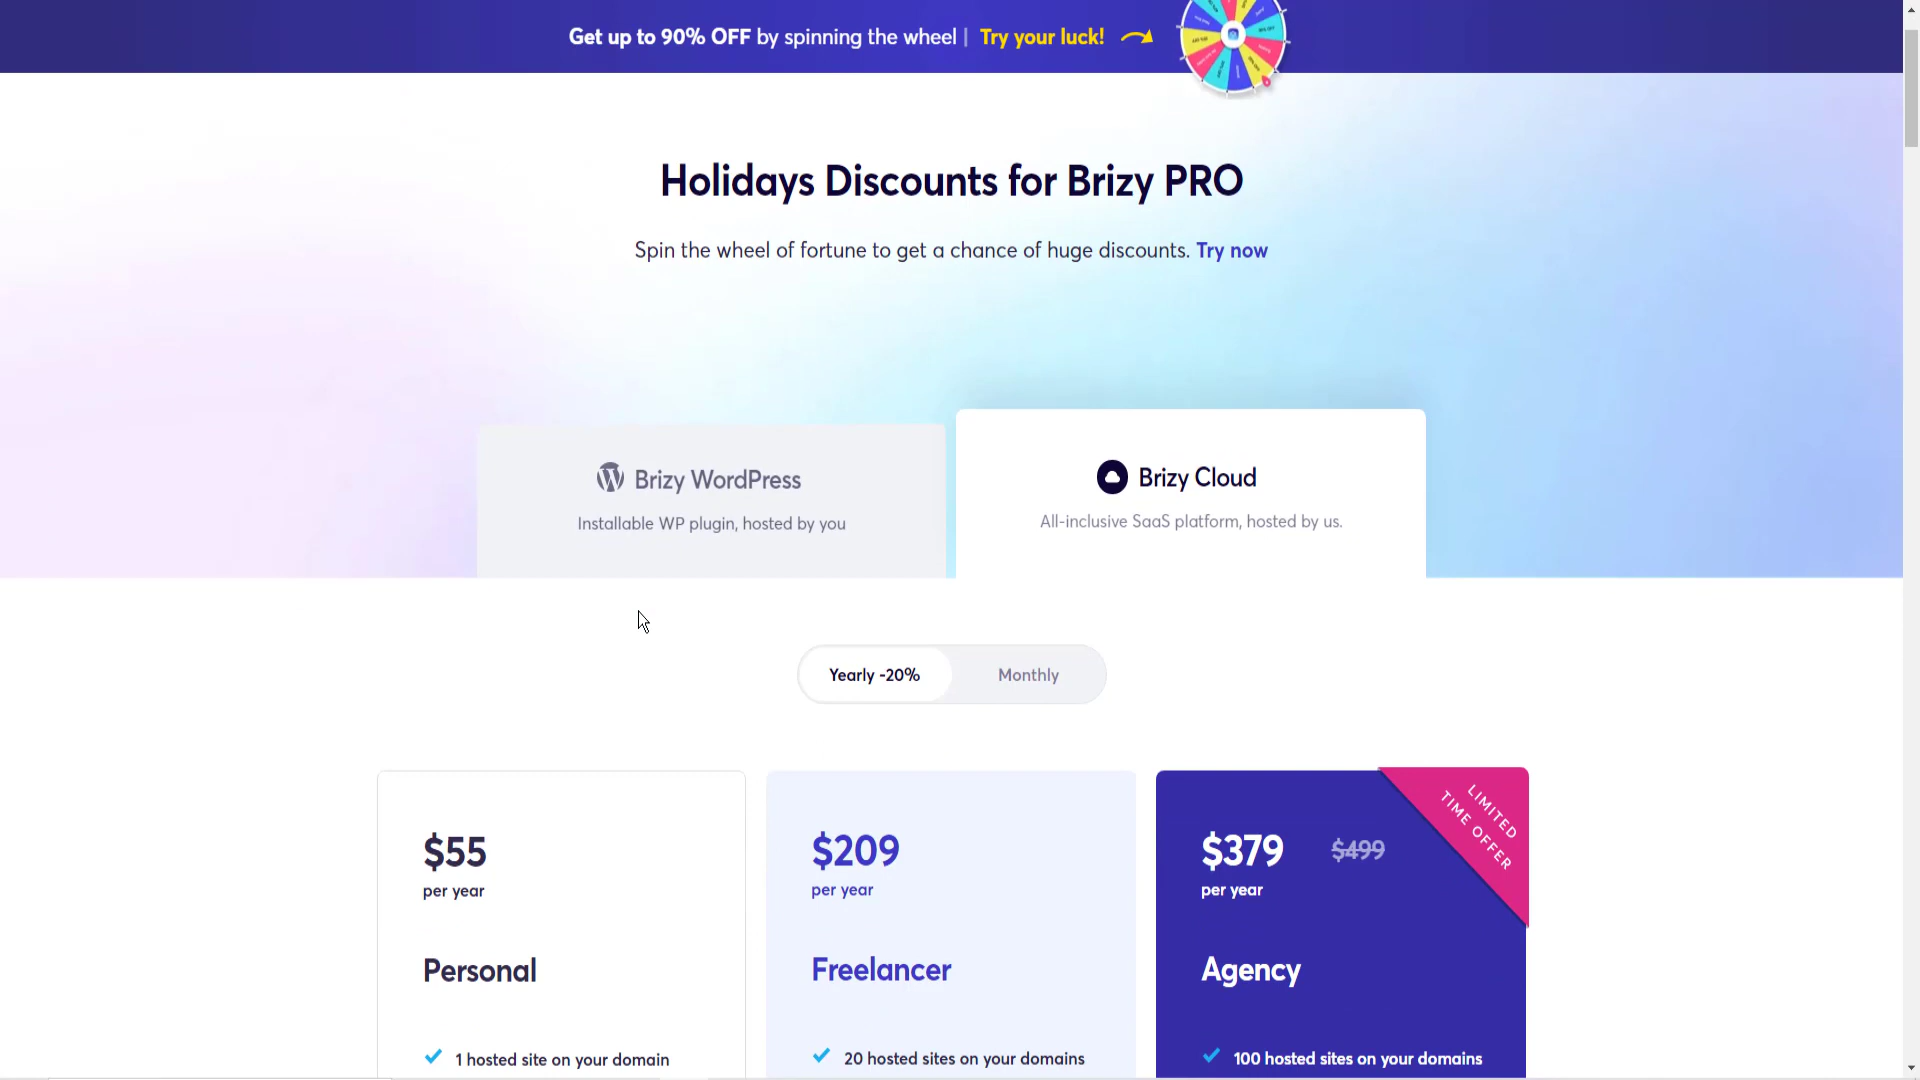 Get up to 90% OFF by spinning the wheel | Try your luck!
Holidays Discounts for Brizy PRO
Spin the wheel of fortune to get a chance of huge discounts. Try now
Brizy WordPress
Installable WP plugin, hosted by you
Brizy Cloud
All-inclusive SaaS platform, hosted by us.
Yearly -20%
Monthly
$55
per year
Personal
1 hosted site on your domain
$209
per year
Freelancer
20 hosted sites on your domains
LIMITED
TIME OFFER
$379 $499
per year
Agency
100 hosted sites on your domains